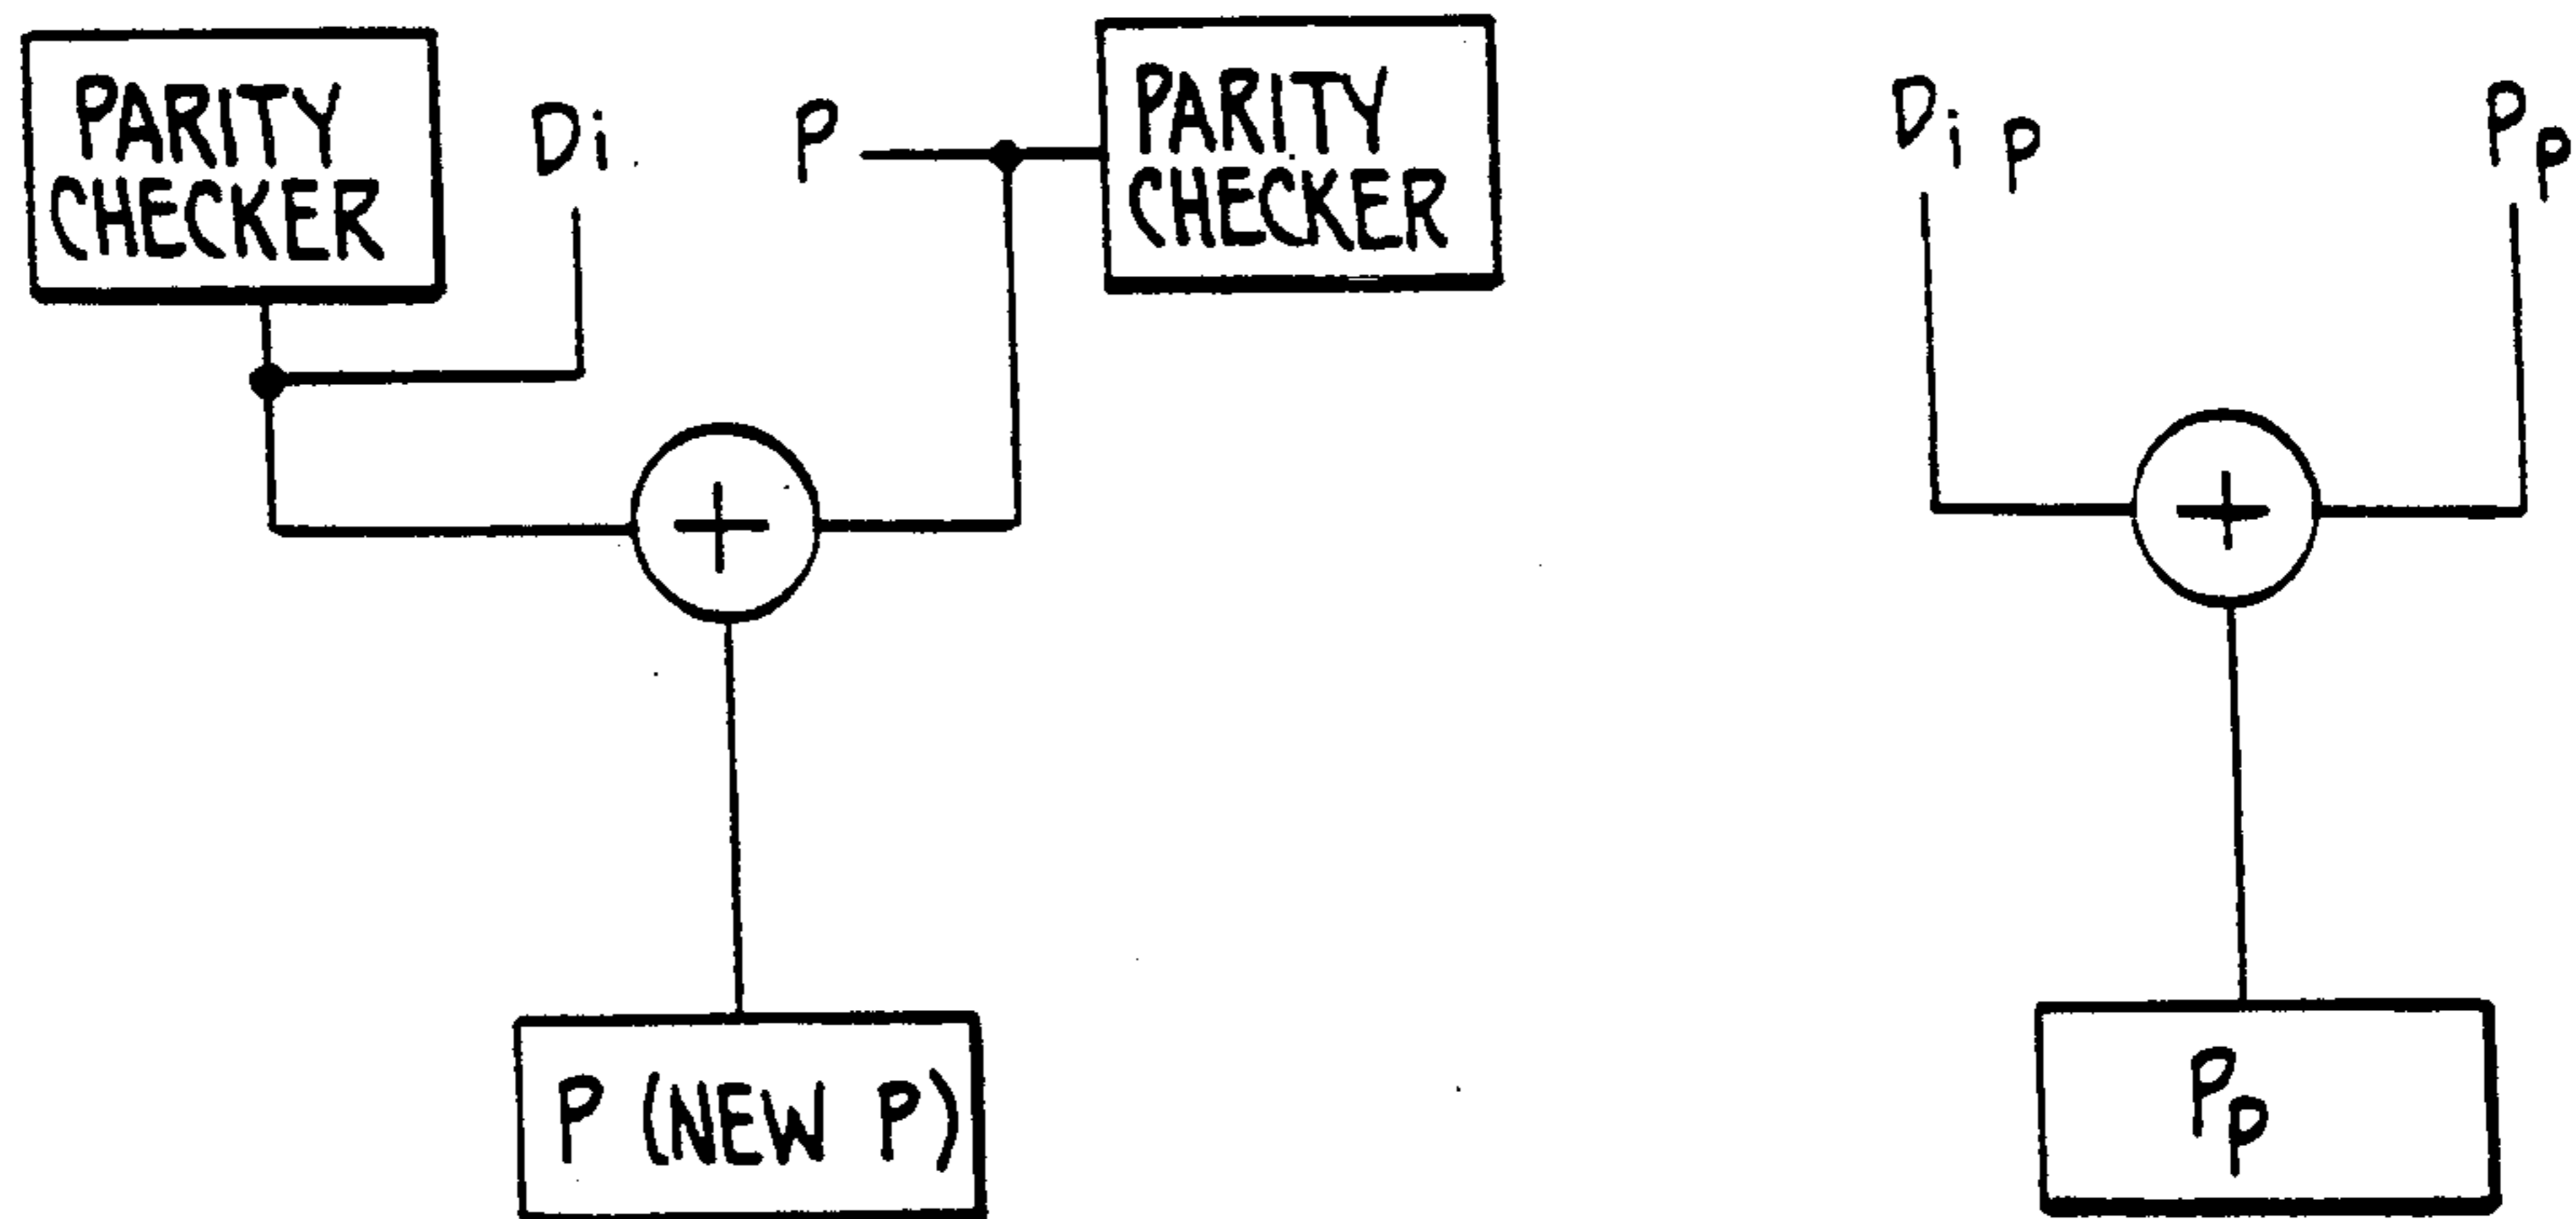 PARITY
CHECKER
Di
P
PARITY
CHECKER
Di P
PP
+
+
P (NEW P)
PP